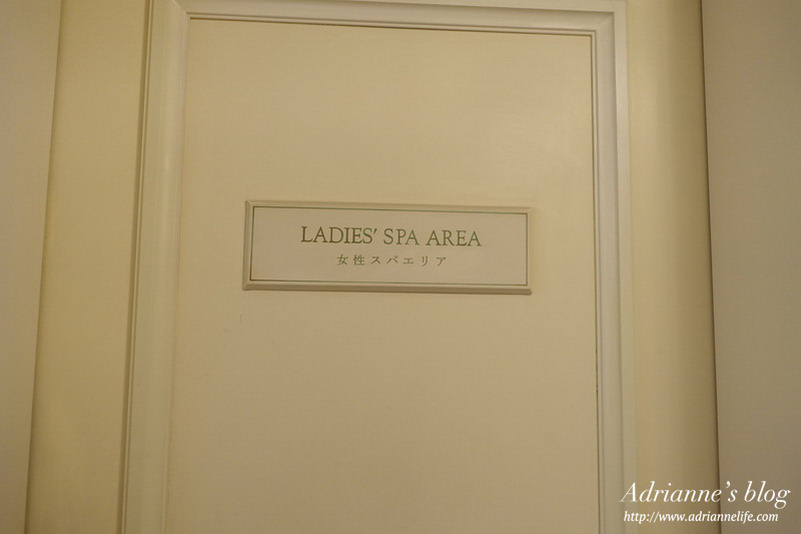 LADIES' SPA AREA
女性スパエリア
Adrianne's blog
http://www.adriannelife.com